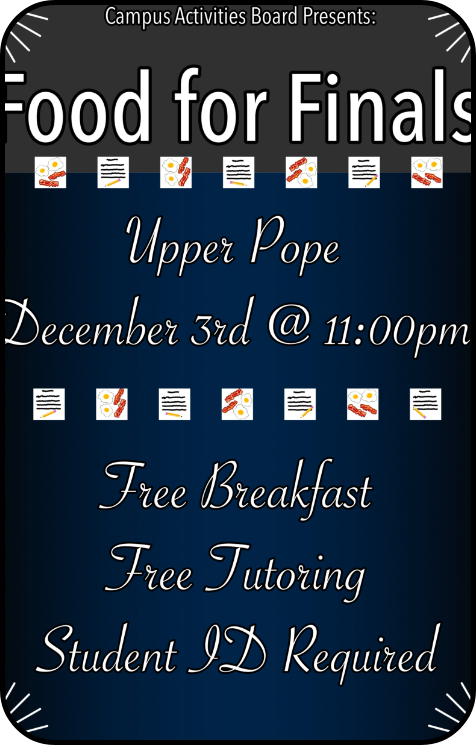 Campus Activities Board Presents:
Food for Finals
Upper Pope
December 3rd @ 11:00pm
Free Breakfast
Free Tutoring
Student ID Required